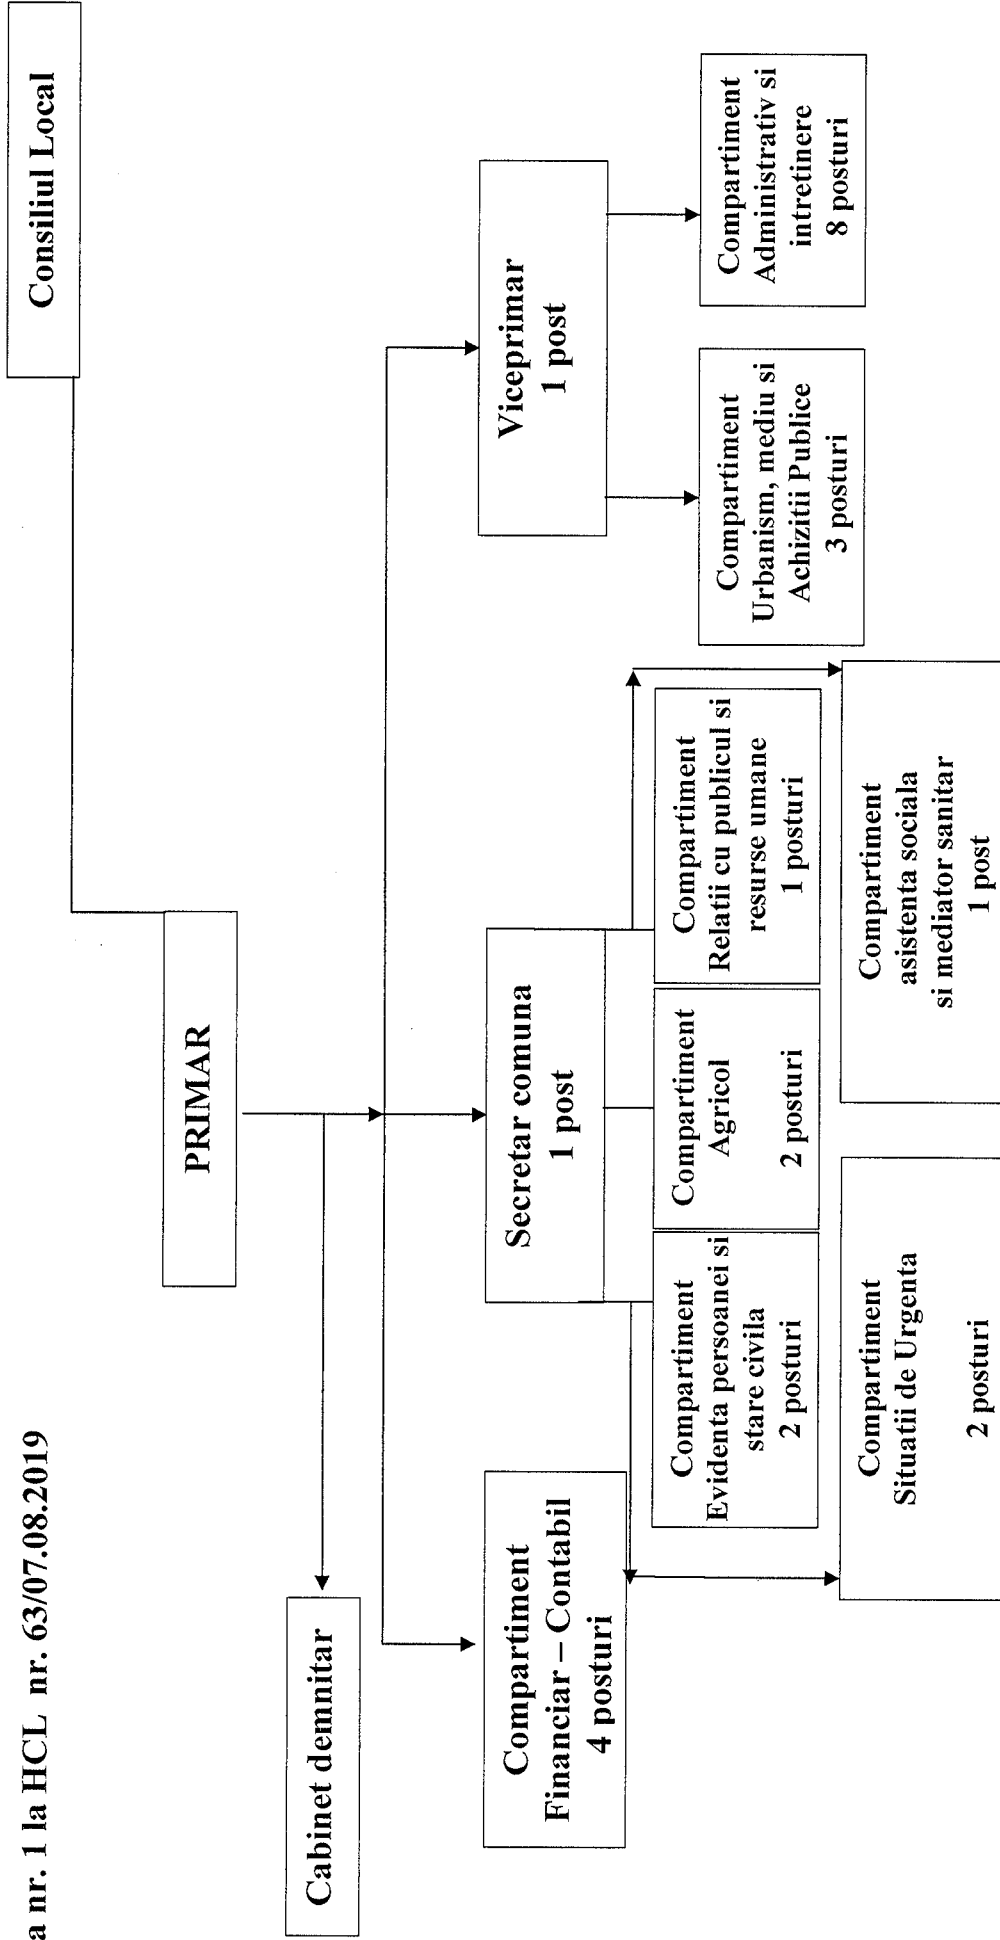 a nr. 1 la HCL nr. 63/07.08.2019
Consiliul Local
PRIMAR
Cabinet demnitar
Compartiment
Financiar – Contabil
4 posturi
Secretar comuna
1 post
Viceprimar
1 post
Compartiment
Evidenta persoanei si
stare civila
2 posturi
Compartiment
Agricol
2 posturi
Compartiment
Relatii cu publicul si
resurse umane
1 posturi
Compartiment
Urbanism, mediu si
Achizitii Publice
3 posturi
Compartiment
Administrativ si
intretinere
8 posturi
Compartiment
Situatii de Urgenta
2 posturi
Compartiment
asistenta sociala
si mediator sanitar
1 post